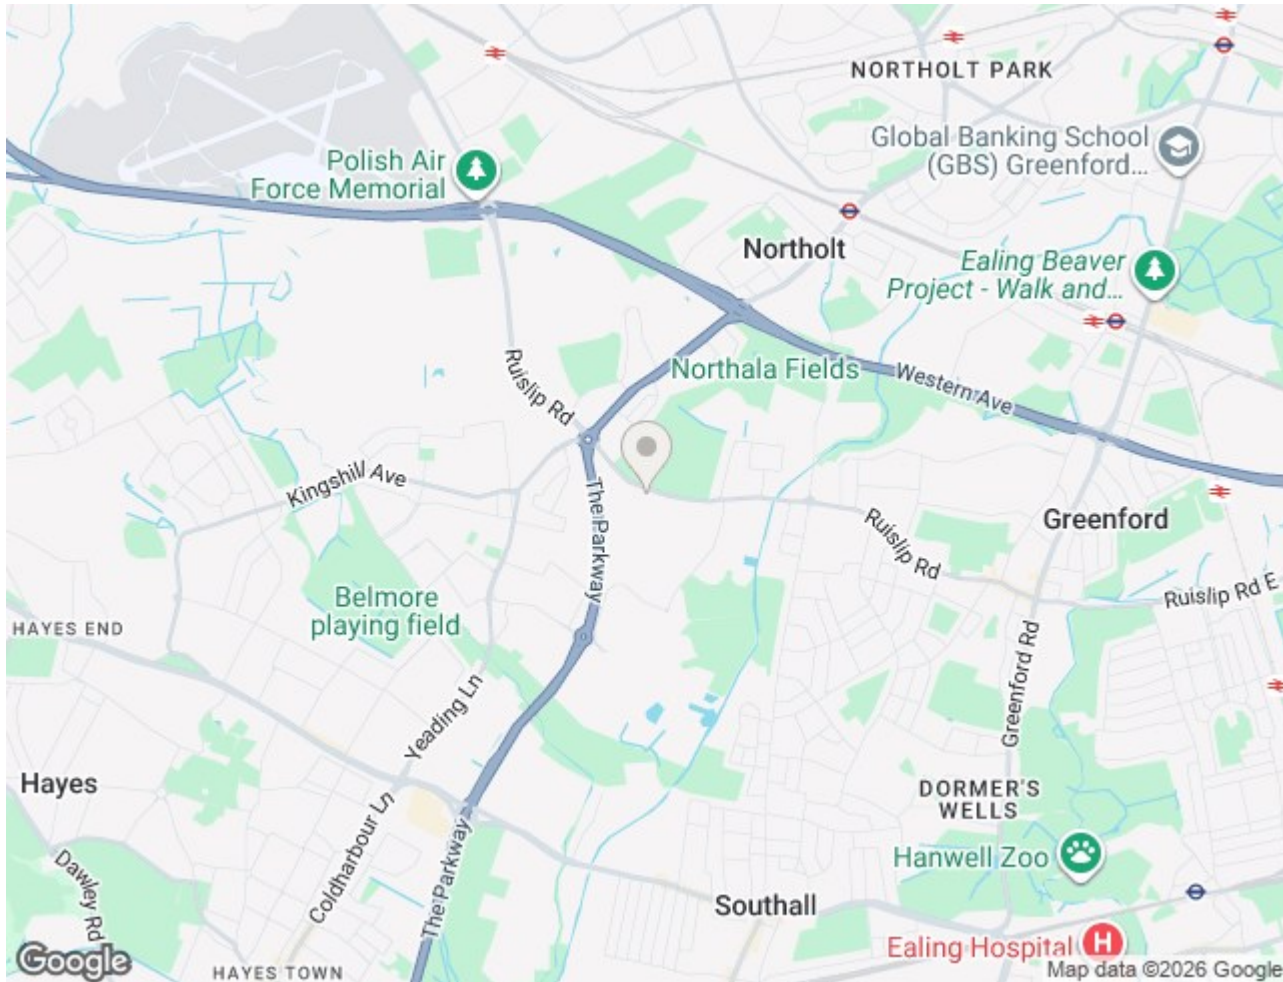 NORTHOLT PARK
Global Banking School
(GBS) Greenford...
Polish Air
Force Memorial
Northolt
Ealing Beaver
Project - Walk and...
Northala Fields
Western Ave
Ruislip Rd
Kingshill Ave
The Parkway
Ruislip Rd
Greenford
Ruislip Rd E
Belmore
playing field
HAYES END
Greenford Rd
Yeading Ln
Hayes
DORMER'S
WELLS
Coldharbour Ln
Hanwell Zoo
Dawley Rd
The Parkway
Southall
Ealing Hospital
H
Google
HAYES TOWN
Map data ©2026 Google